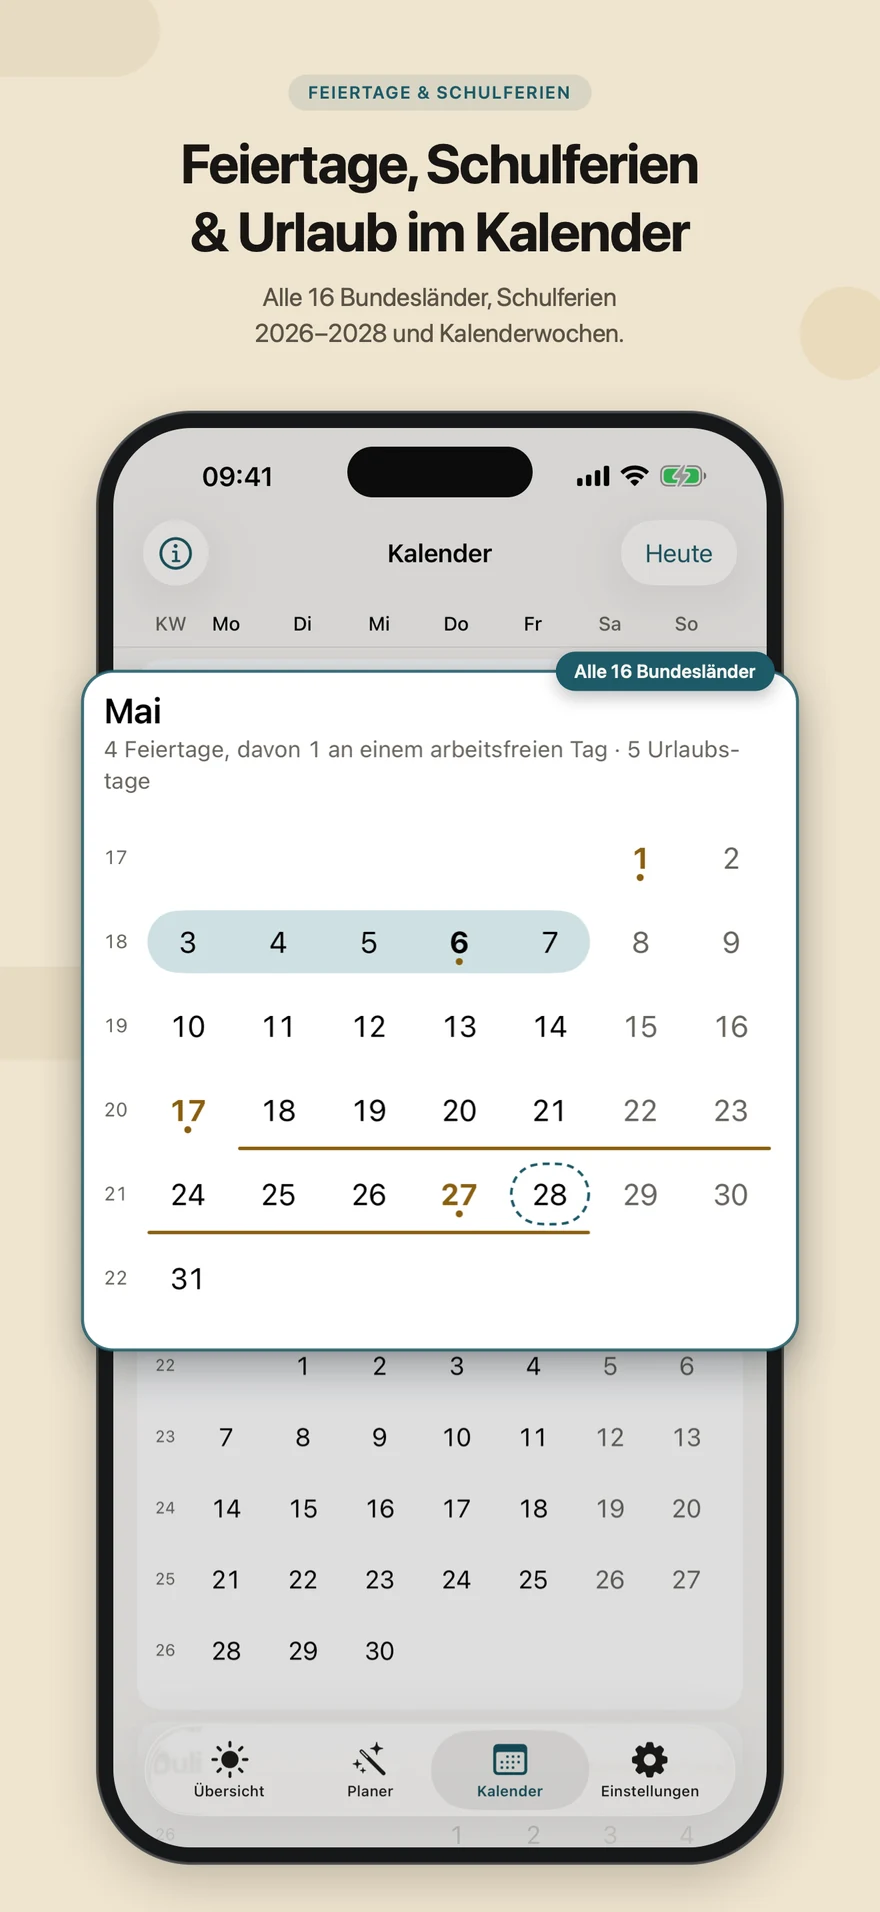 FEIERTAGE & SCHULFERIEN
Feiertage, Schulferien
& Urlaub im Kalender
Alle 16 Bundesländer, Schulferien
2026–2028 und Kalenderwochen.
09:41
Kalender
Heute
KW Mo Di Mi Do Fr Sa So
Alle 16 Bundesländer
Mai
4 Feiertage, davon 1 an einem arbeitsfreien Tag · 5 Urlaubs-
tage
17 1 2
18 3 4 5 6 7 8 9
19 10 11 12 13 14 15 16
20 17 18 19 20 21 22 23
21 24 25 26 27 28 29 30
22 31
22 1 2 3 4 5 6
23 7 8 9 10 11 12 13
24 14 15 16 17 18 19 20
25 21 22 23 24 25 26 27
26 28 29 30
Juli
Übersicht Planer Kalender Einstellungen
26 1 2 3 4